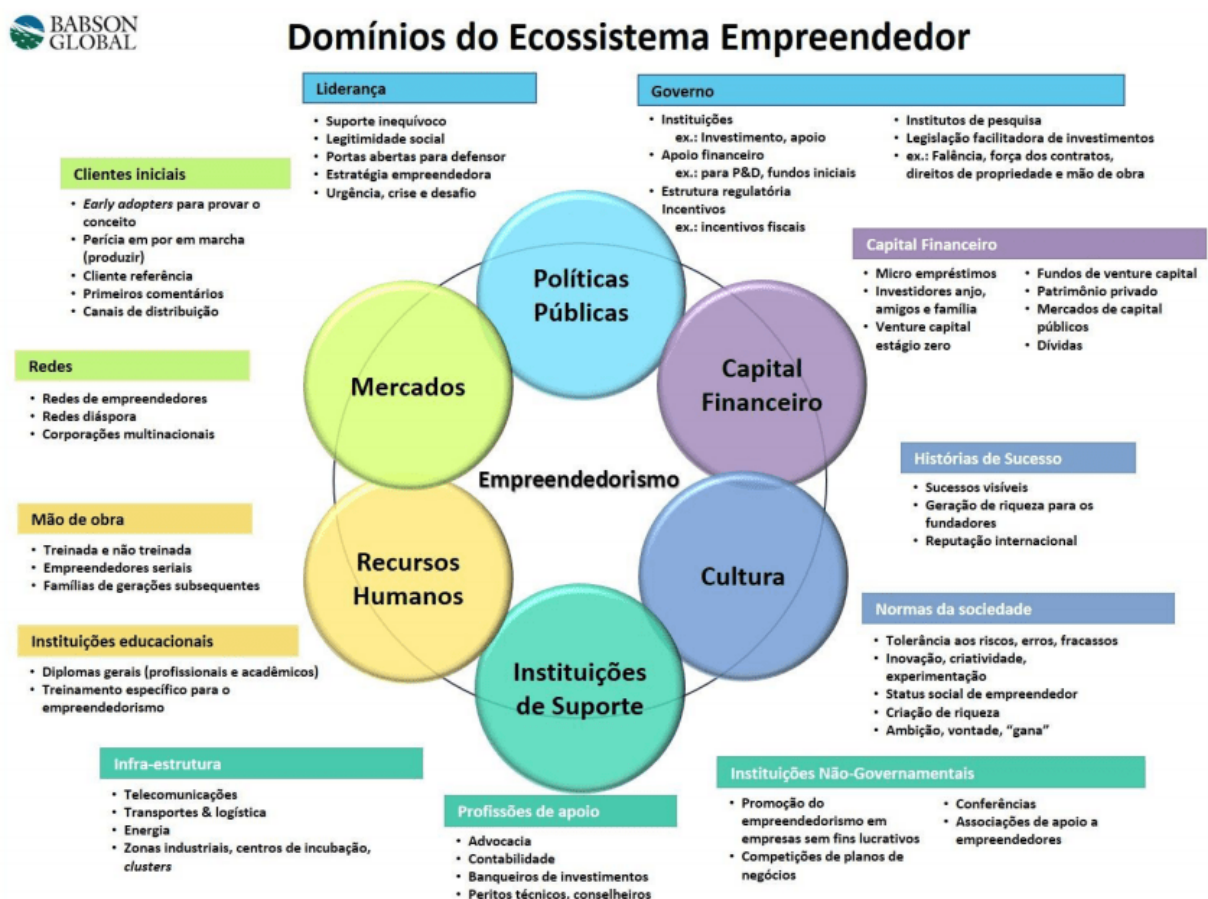 BABSON
GLOBAL
Domínios do Ecossistema Empreendedor
Liderança
• Suporte inequívoco
• Legitimidade social
• Portas abertas para defensor
• Estratégia empreendedora
• Urgência, crise e desafio
Governo
• Instituições
ex.: Investimento, apoio
• Apoio financeiro
ex.: para P&D, fundos iniciais
• Estrutura regulatória
Incentivos
ex.: incentivos fiscais
• Institutos de pesquisa
• Legislação facilitadora de investimentos
• ex.: Falência, força dos contratos,
direitos de propriedade e mão de obra
Clientes iniciais
• Early adopters para provar o
conceito
• Perícia em por em marcha
(produzir)
• Cliente referência
• Primeiros comentários
• Canais de distribuição
Capital Financeiro
• Micro empréstimos
• Investidores anjo,
amigos e família
• Venture capital
estágio zero
• Fundos de venture capital
• Patrimônio privado
• Mercados de capital
públicos
• Dívidas
Redes
• Redes de empreendedores
• Redes diáspora
• Corporações multinacionais
Políticas
Públicas
Mercados
Capital
Financeiro
Empreendedorismo
Recursos
Humanos
Cultura
Instituições
de Suporte
Histórias de Sucesso
• Sucessos visíveis
• Geração de riqueza para os
fundadores
• Reputação internacional
Mão de obra
• Treinada e não treinada
• Empreendedores seriais
• Famílias de gerações subsequentes
Normas da sociedade
• Tolerância aos riscos, erros, fracassos
• Inovação, criatividade,
experimentação
• Status social de empreendedor
• Criação de riqueza
• Ambição, vontade, “gana”
Instituições educacionais
• Diplomas gerais (profissionais e acadêmicos)
• Treinamento específico para o
empreendedorismo
Infra-estrutura
• Telecomunicações
• Transportes & logística
• Energia
• Zonas industriais, centros de incubação,
clusters
Profissões de apoio
• Advocacia
• Contabilidade
• Banqueiros de investimentos
• Peritos técnicos, conselheiros
Instituições Não-Governamentais
• Promoção do
empreendedorismo em
empresas sem fins lucrativos
• Competições de planos de
negócios
• Conferências
• Associações de apoio a
empreendedores